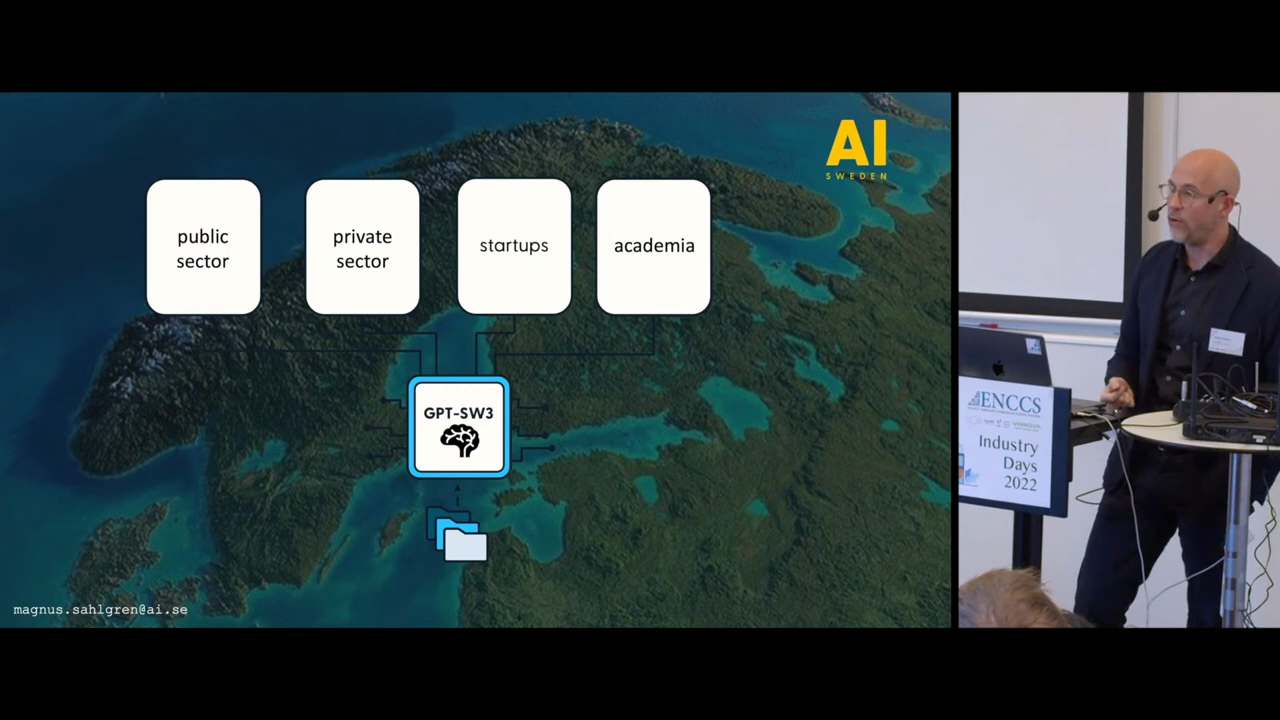 AI
SWEDEN
public
sector
private
sector
startups
academia
GPT-SW3
magnus.sahlgren@ai.se
ENCCS
Industry
Days
2022